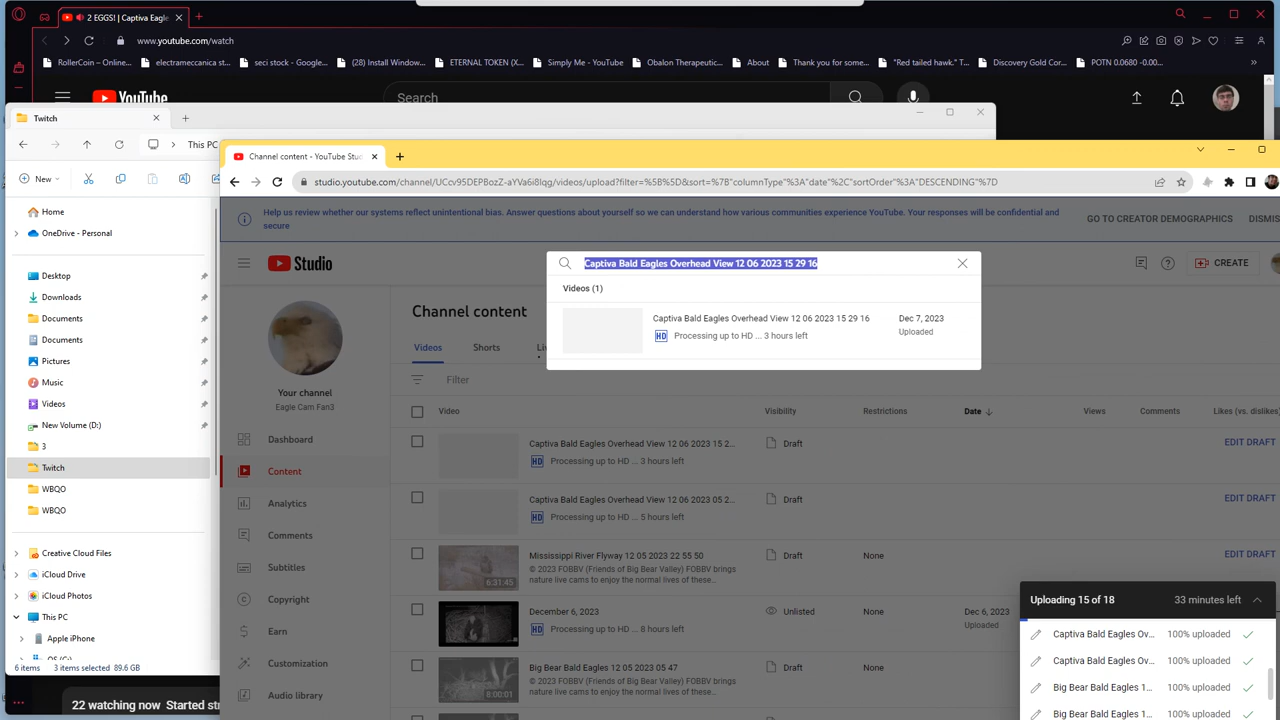 2 EGGS! | Captiva Eagle
www.youtube.com/watch
RollerCoin – Online...
electrameccanica st...
seci stock - Google...
(28) Install Window...
ETERNAL TOKEN (X...
Simply Me - YouTube
Obalon Therapeutic...
About
Thank you for some...
"Red tailed hawk." T...
Discovery Gold Cor...
POTN 0.0680 -0.00...
YouTube
Search
Twitch
This PC
New
Home
OneDrive - Personal
Desktop
Downloads
Documents
Documents
Pictures
Music
Videos
New Volume (D:)
3
Twitch
WBQO
WBQO
Creative Cloud Files
iCloud Drive
iCloud Photos
This PC
Apple iPhone
OS (C:)
6 items
3 items selected 89.6 GB
22 watching now Started st
Channel content - YouTube Stu
studio.youtube.com/channel/UCcv95DEPBozZ-aYVa6i8lqg/videos/upload?filter=%5B%5D&sort=%7B"columnType"%3A"date"%2C"sortOrder"%3A"DESCENDING"%7D
Help us review whether our systems reflect unintentional bias. Answer questions about yourself so we can understand how various communities experience YouTube. Your responses will be confidential and
secure
GO TO CREATOR DEMOGRAPHICS
DISMIS
Studio
CREATE
Captiva Bald Eagles Overhead View 12 06 2023 15 29 16
Videos (1)
Captiva Bald Eagles Overhead View 12 06 2023 15 29 16
HD Processing up to HD ... 3 hours left
Dec 7, 2023
Uploaded
Your channel
Eagle Cam Fan3
Dashboard
Content
Analytics
Comments
Subtitles
Copyright
Earn
Customization
Audio library
Channel content
Videos
Shorts
Liv
Filter
Video
Visibility
Restrictions
Date
Views
Comments
Likes (vs. dislikes)
Captiva Bald Eagles Overhead View 12 06 2023 15 2...
HD Processing up to HD ... 3 hours left
Draft
EDIT DRAFT
Captiva Bald Eagles Overhead View 12 06 2023 05 2...
HD Processing up to HD ... 5 hours left
Draft
EDIT DRAFT
6:31:45
Mississippi River Flyway 12 05 2023 22 55 50
© 2023 FOBBV (Friends of Big Bear Valley) FOBBV brings
nature live cams to enjoy the normal lives of these...
Draft
None
EDIT DRAFT
December 6, 2023
HD Processing up to HD ... 8 hours left
Unlisted
None
Dec 6, 2023
Uploaded
8:00:01
Big Bear Bald Eagles 12 05 2023 05 47
© 2023 FOBBV (Friends of Big Bear Valley) FOBBV brings
nature live cams to enjoy the normal lives of these...
Draft
None
Uploading 15 of 18
33 minutes left
Captiva Bald Eagles Ov...
100% uploaded
Captiva Bald Eagles Ov...
100% uploaded
Big Bear Bald Eagles 1...
100% uploaded
Big Bear Bald Eagles 1...
100% uploaded